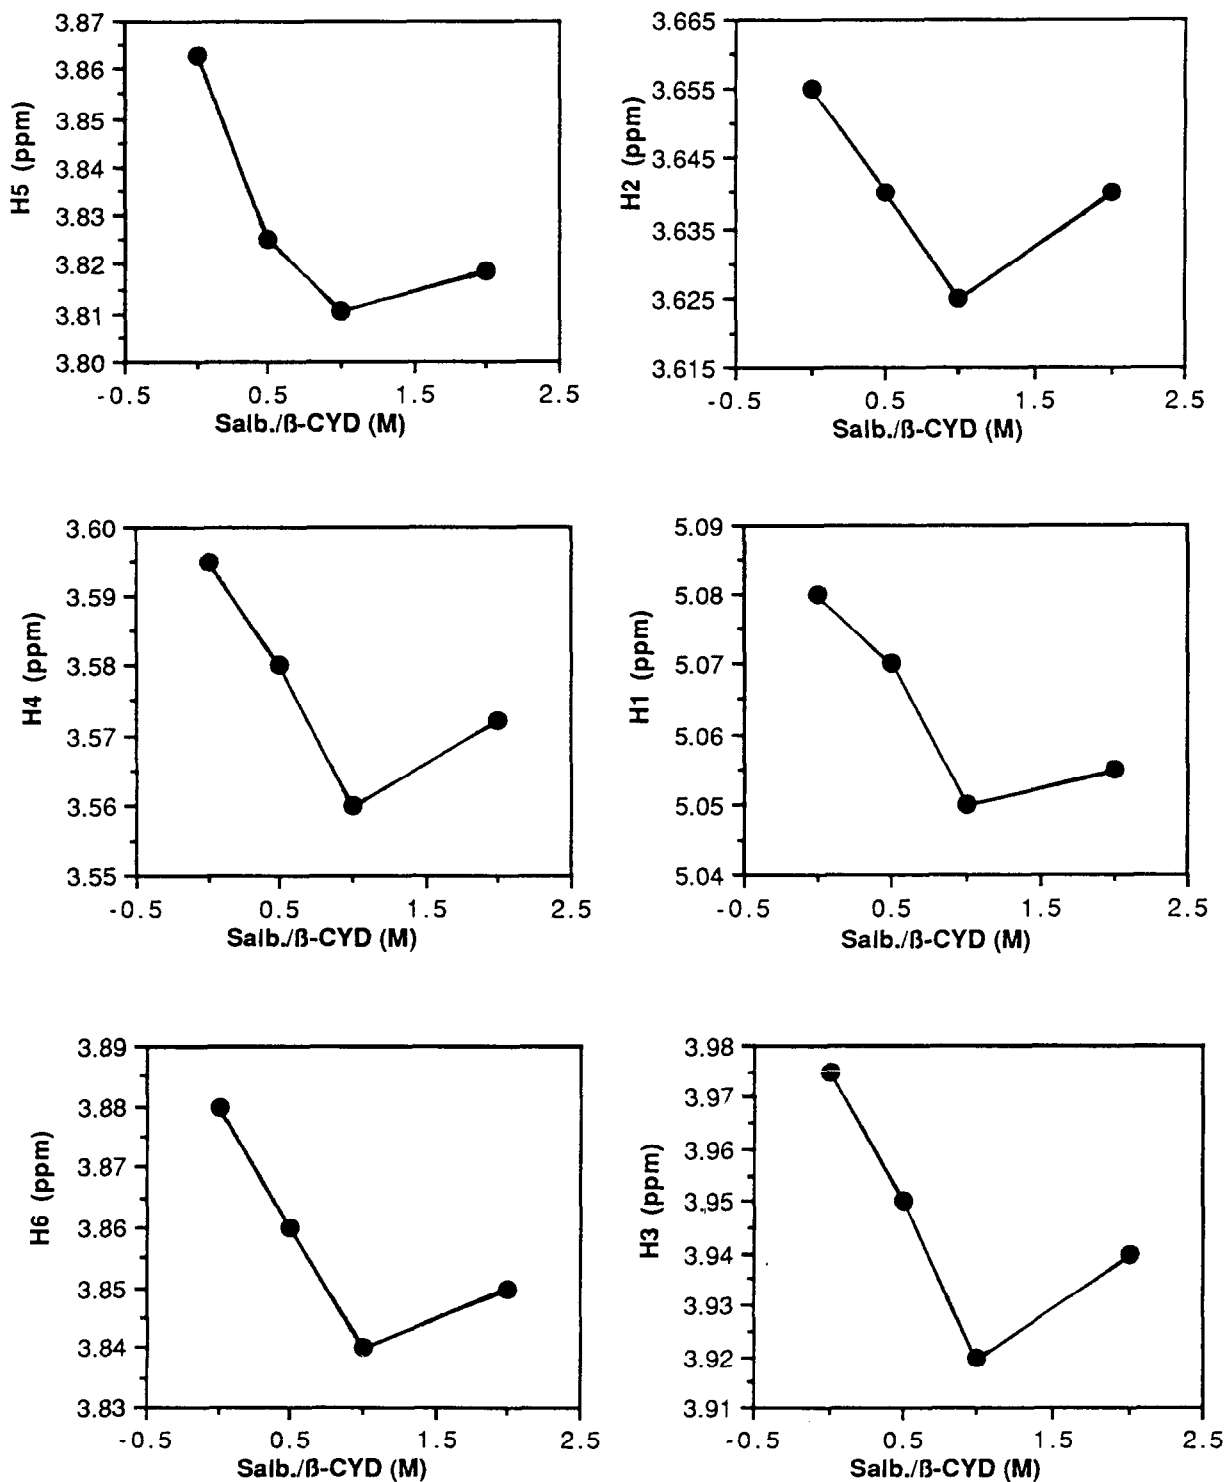 3.87
3.86
3.85
3.84
3.83
3.82
3.81
3.80
H5 (ppm)
-0.5 0.5 1.5 2.5
Salb./ß-CYD (M)
3.665
3.655
3.645
3.635
3.625
3.615
H2 (ppm)
-0.5 0.5 1.5 2.5
Salb./ß-CYD (M)
3.60
3.59
3.58
3.57
3.56
3.55
H4 (ppm)
-0.5 0.5 1.5 2.5
Salb./ß-CYD (M)
5.09
5.08
5.07
5.06
5.05
5.04
H1 (ppm)
-0.5 0.5 1.5 2.5
Salb./ß-CYD (M)
3.89
3.88
3.87
3.86
3.85
3.84
3.83
H6 (ppm)
-0.5 0.5 1.5 2.5
Salb./ß-CYD (M)
3.98
3.97
3.96
3.95
3.94
3.93
3.92
3.91
H3 (ppm)
-0.5 0.5 1.5 2.5
Salb./ß-CYD (M)